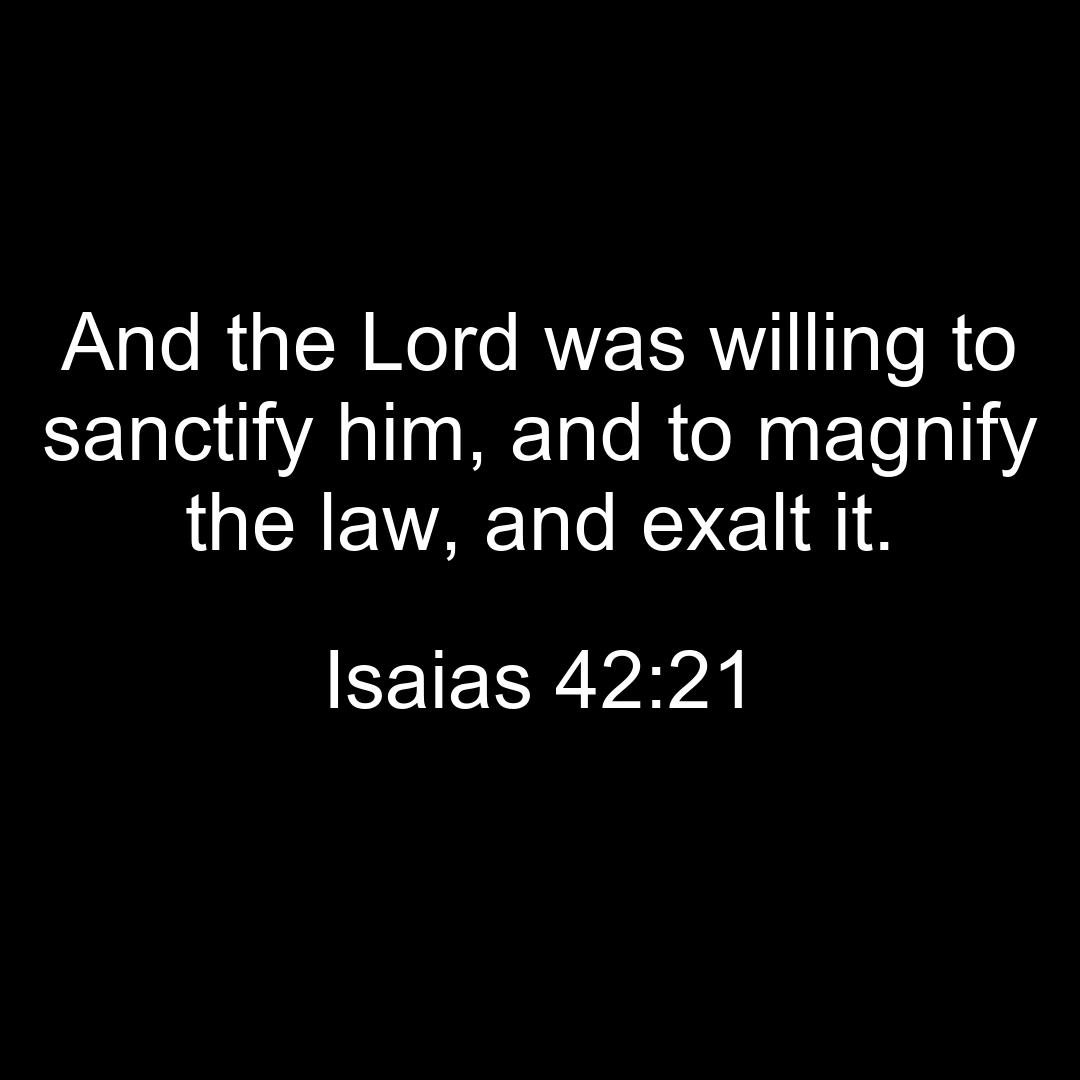 And the Lord was willing to
sanctify him, and to magnify
the law, and exalt it.
Isaias 42:21